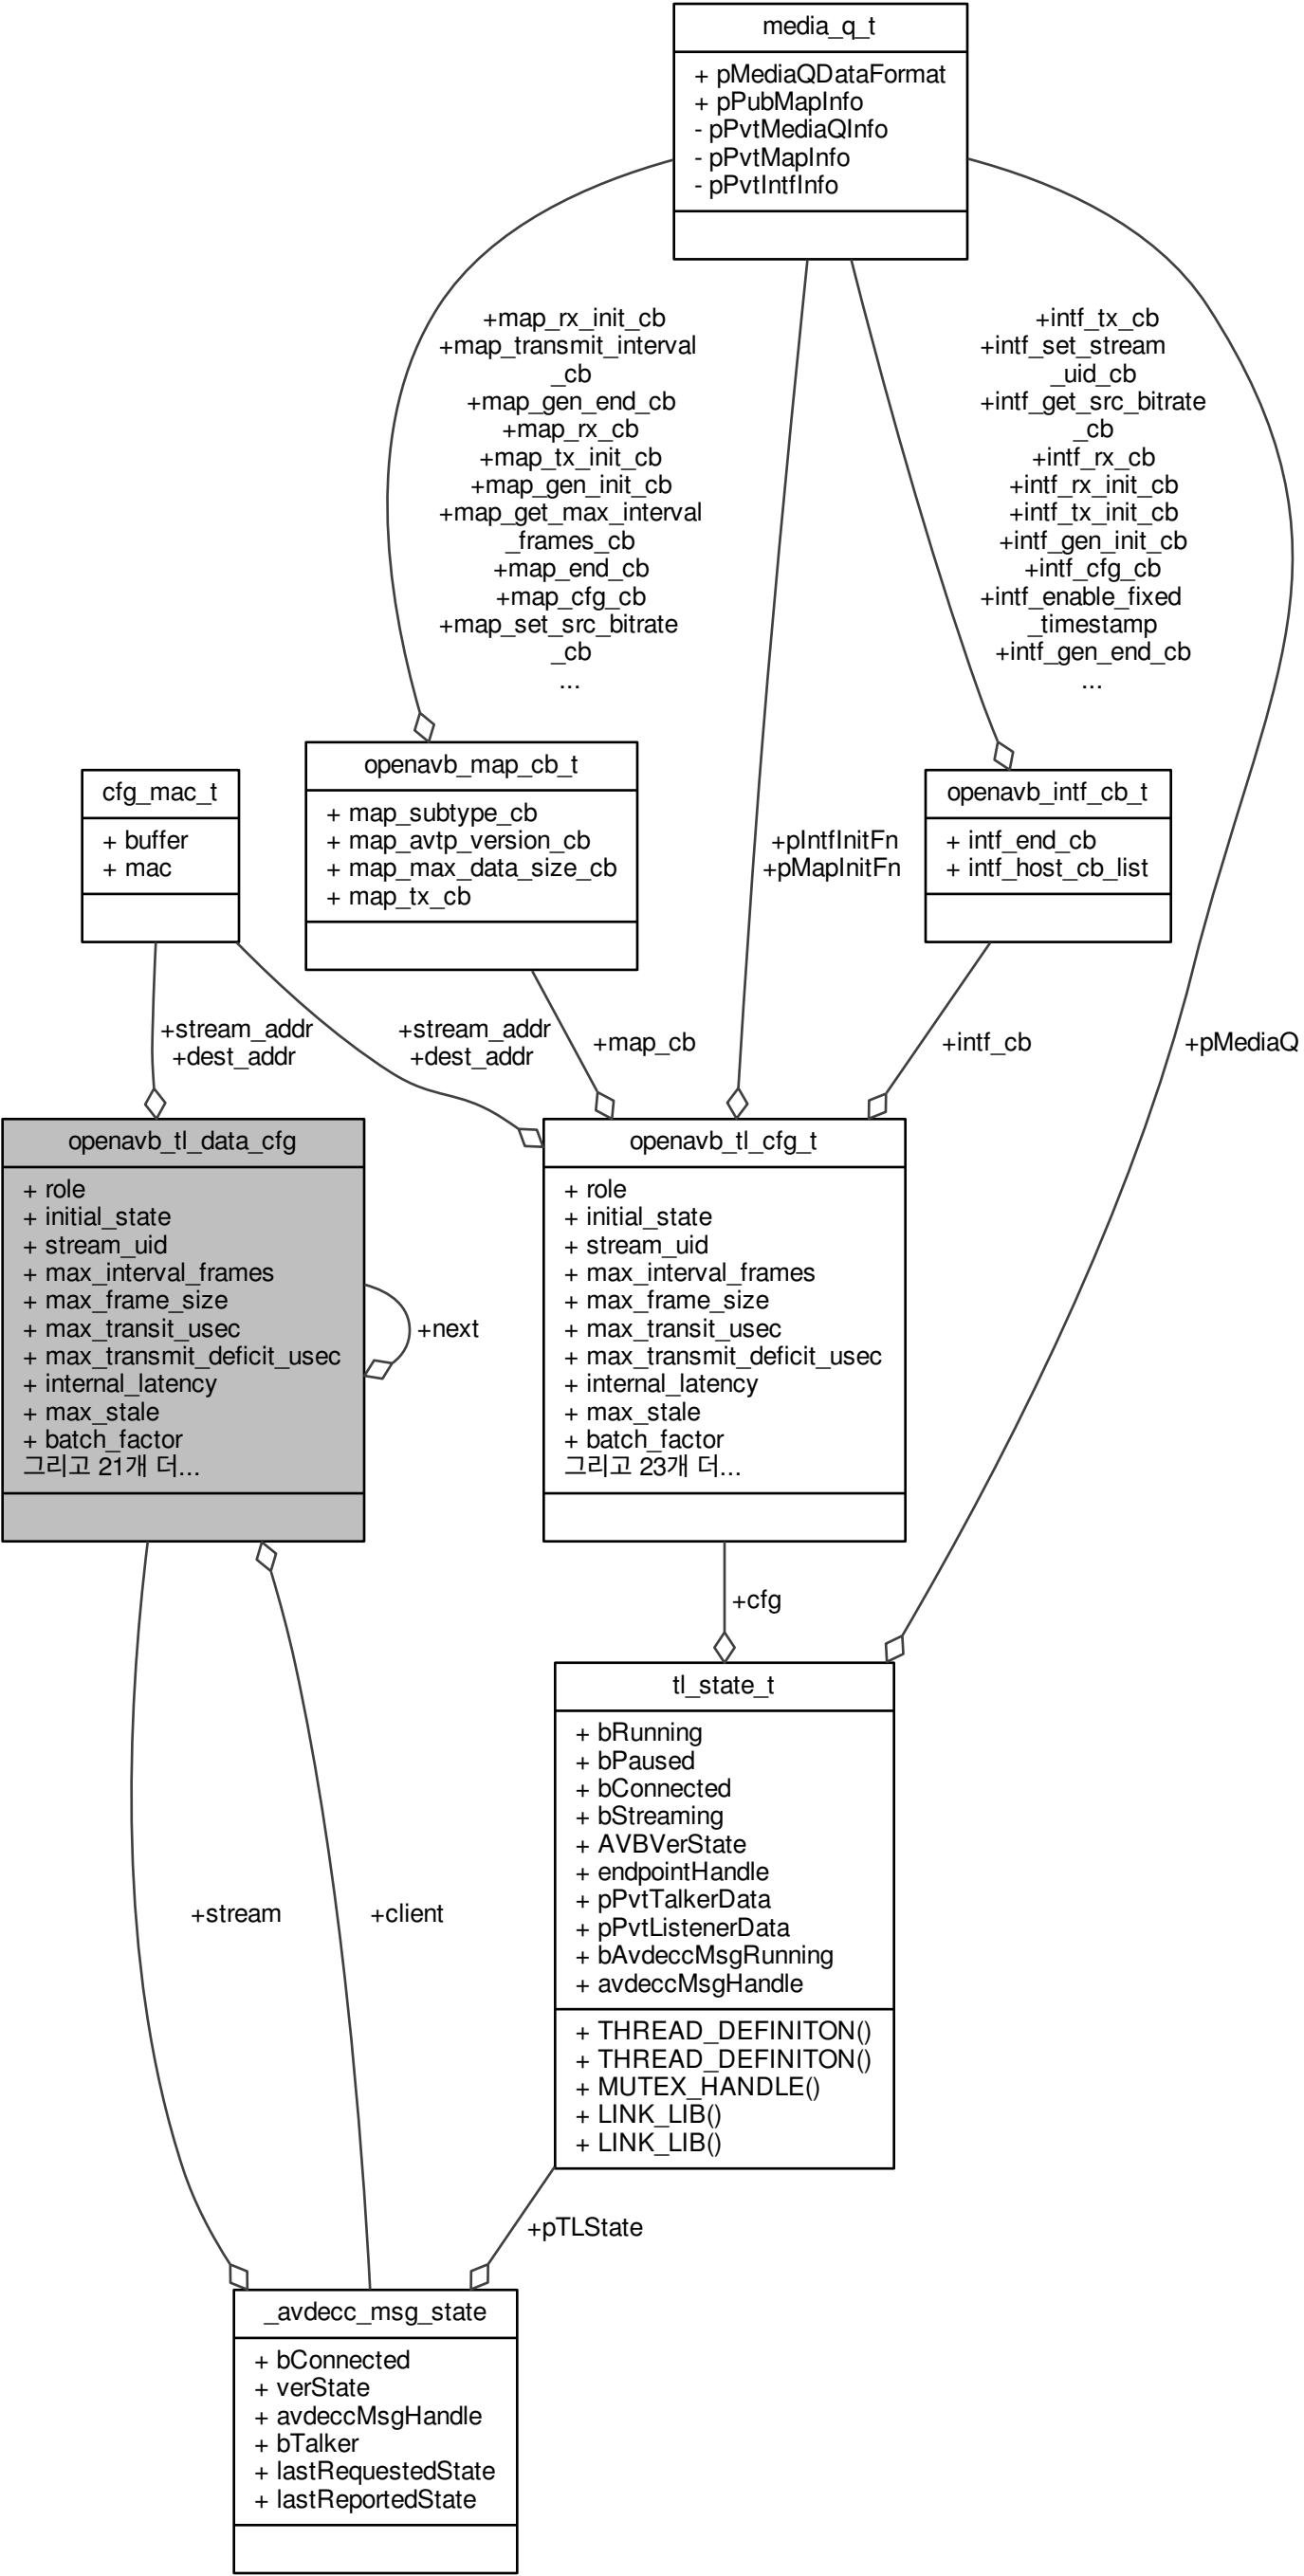 media_q_t
+ pMediaQDataFormat
+ pPubMapInfo
- pPvtMediaQInfo
- pPvtMapInfo
- pPvtIntfInfo
+map_rx_init_cb
+map_transmit_interval
_cb
+map_gen_end_cb
+map_rx_cb
+map_tx_init_cb
+map_gen_init_cb
+map_get_max_interval
_frames_cb
+map_end_cb
+map_cfg_cb
+map_set_src_bitrate
_cb
...
+intf_tx_cb
+intf_set_stream
_uid_cb
+intf_get_src_bitrate
_cb
+intf_rx_cb
+intf_rx_init_cb
+intf_tx_init_cb
+intf_gen_init_cb
+intf_cfg_cb
+intf_enable_fixed
_timestamp
+intf_gen_end_cb
...
cfg_mac_t
+ buffer
+ mac
openavb_map_cb_t
+ map_subtype_cb
+ map_avtp_version_cb
+ map_max_data_size_cb
+ map_tx_cb
+pIntfInitFn
+pMapInitFn
openavb_intf_cb_t
+ intf_end_cb
+ intf_host_cb_list
+stream_addr
+dest_addr
+stream_addr
+dest_addr
+map_cb
+intf_cb
+pMediaQ
openavb_tl_data_cfg
+ role
+ initial_state
+ stream_uid
+ max_interval_frames
+ max_frame_size
+ max_transit_usec
+ max_transmit_deficit_usec
+ internal_latency
+ max_stale
+ batch_factor
그리고 21개 더...
+next
openavb_tl_cfg_t
+ role
+ initial_state
+ stream_uid
+ max_interval_frames
+ max_frame_size
+ max_transit_usec
+ max_transmit_deficit_usec
+ internal_latency
+ max_stale
+ batch_factor
그리고 23개 더...
+cfg
tl_state_t
+ bRunning
+ bPaused
+ bConnected
+ bStreaming
+ AVBVerState
+ endpointHandle
+ pPvtTalkerData
+ pPvtListenerData
+ bAvdeccMsgRunning
+ avdeccMsgHandle
+ THREAD_DEFINITON()
+ THREAD_DEFINITON()
+ MUTEX_HANDLE()
+ LINK_LIB()
+ LINK_LIB()
+stream
+client
+pTLState
_avdecc_msg_state
+ bConnected
+ verState
+ avdeccMsgHandle
+ bTalker
+ lastRequestedState
+ lastReportedState